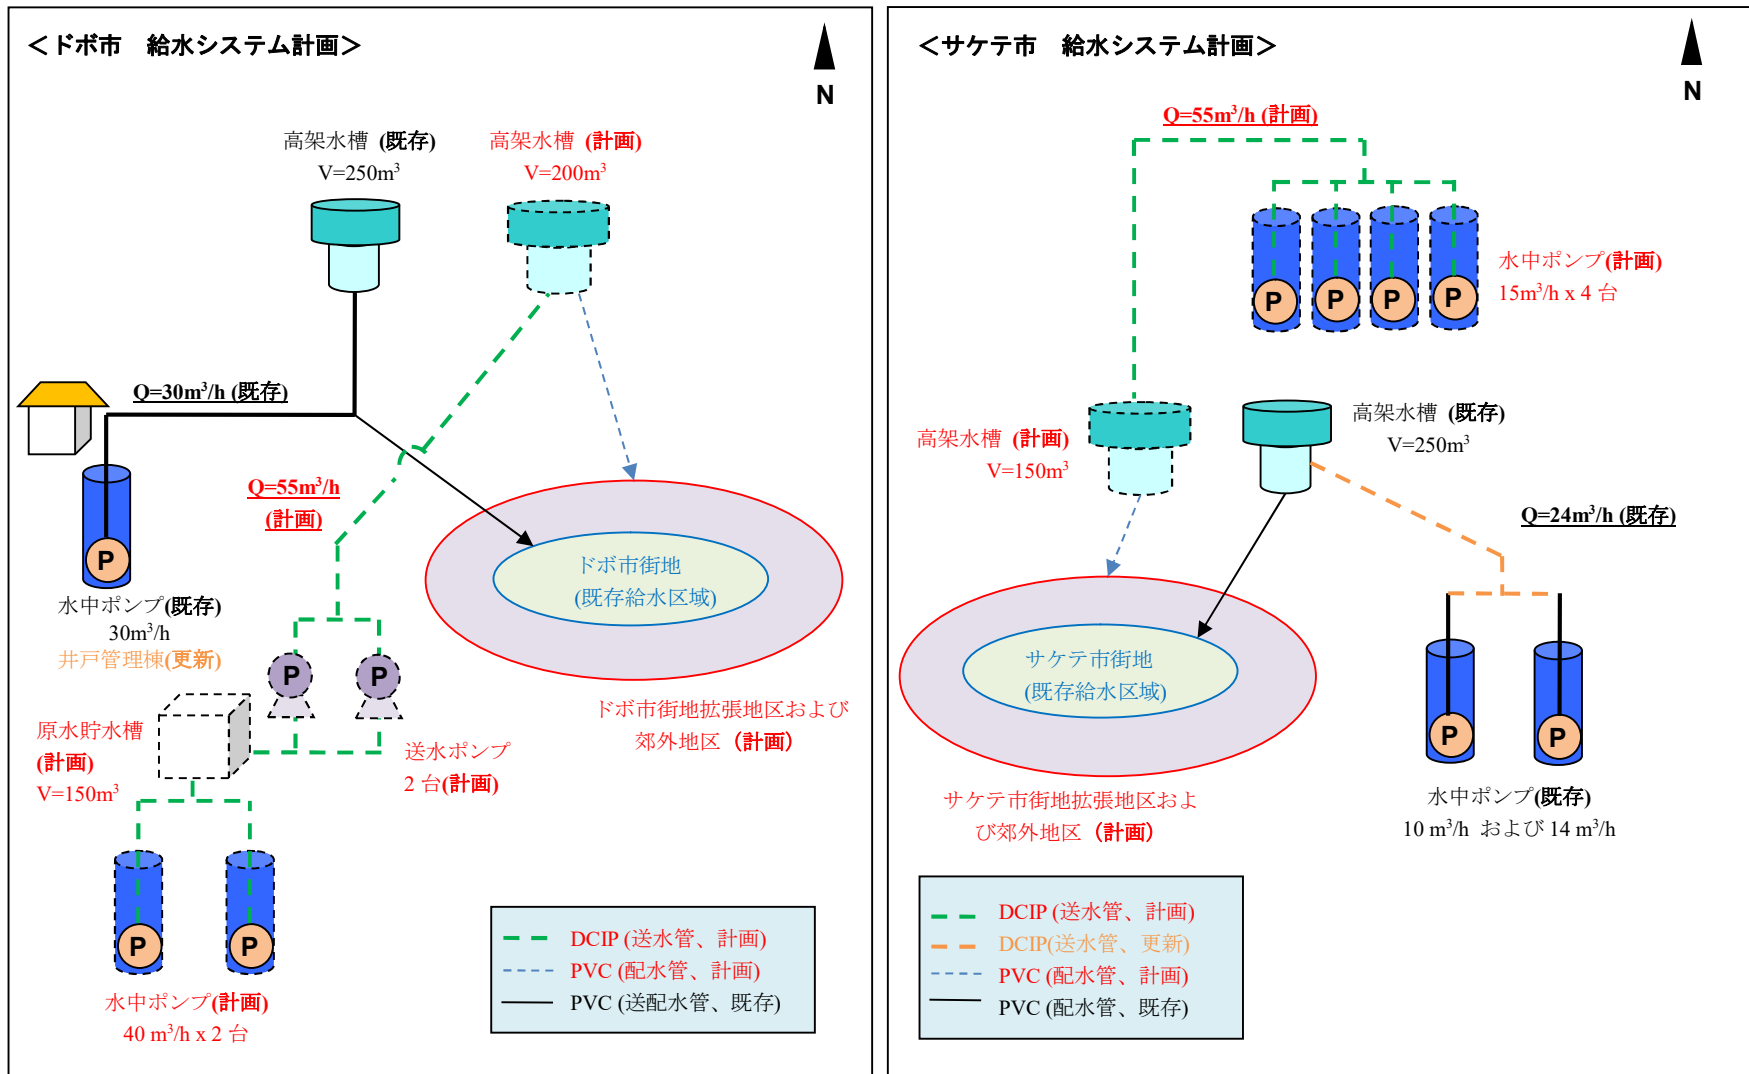 ＜ドボ市　給水システム計画＞
N
高架水槽 (既存)
V=250m³
高架水槽 (計画)
V=200m³
Q=30m³/h (既存)
Q=55m³/h
(計画)
P
水中ポンプ(既存)
30m³/h
井戸管理棟(更新)
ドボ市街地
(既存給水区域)
P
P
原水貯水槽
(計画)
V=150m³
送水ポンプ
2 台(計画)
ドボ市街地拡張地区および
郊外地区（計画）
P
P
水中ポンプ(計画)
40 m³/h x 2 台
DCIP (送水管、計画)
PVC (配水管、計画)
PVC (送配水管、既存)
＜サケテ市　給水システム計画＞
N
Q=55m³/h (計画)
P
P
P
P
水中ポンプ(計画)
15m³/h x 4 台
高架水槽 (計画)
V=150m³
高架水槽 (既存)
V=250m³
Q=24m³/h (既存)
サケテ市街地
(既存給水区域)
P
P
サケテ市街地拡張地区およ
び郊外地区（計画）
水中ポンプ(既存)
10 m³/h および 14 m³/h
DCIP (送水管、計画)
DCIP(送水管、更新)
PVC (配水管、計画)
PVC (配水管、既存)